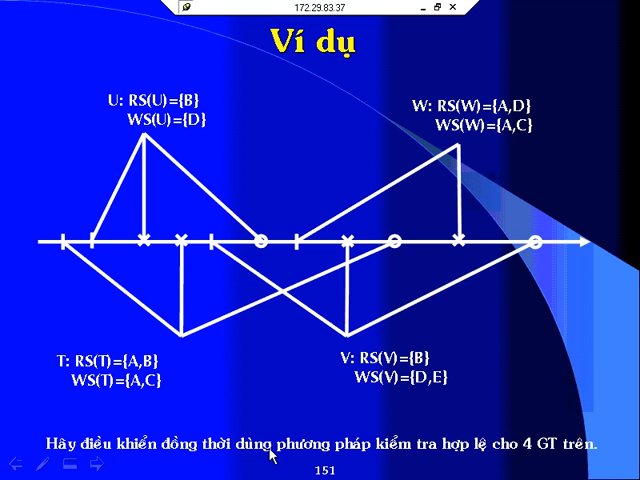 172.29.83.37
Ví dụ
U: RS(U)={B}
WS(U)={D}
W: RS(W)={A,D}
WS(W)={A,C}
T: RS(T)={A,B}
WS(T)={A,C}
V: RS(V)={B}
WS(V)={D,E}
Hãy điều khiển đồng thời dùng phương pháp kiểm tra hợp lệ cho 4 GT trên.
151